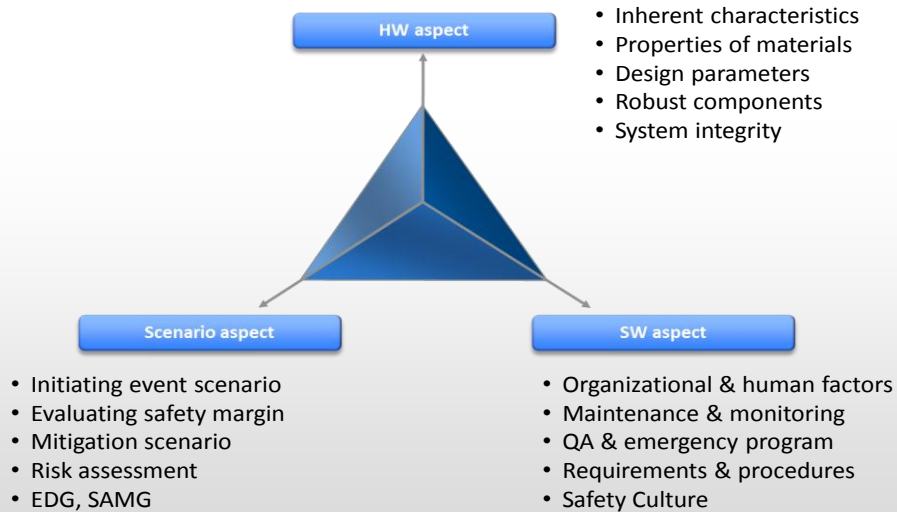 HW aspect
• Inherent characteristics
• Properties of materials
• Design parameters
• Robust components
• System integrity
Scenario aspect
• Initiating event scenario
• Evaluating safety margin
• Mitigation scenario
• Risk assessment
• EDG, SAMG
SW aspect
• Organizational & human factors
• Maintenance & monitoring
• QA & emergency program
• Requirements & procedures
• Safety Culture